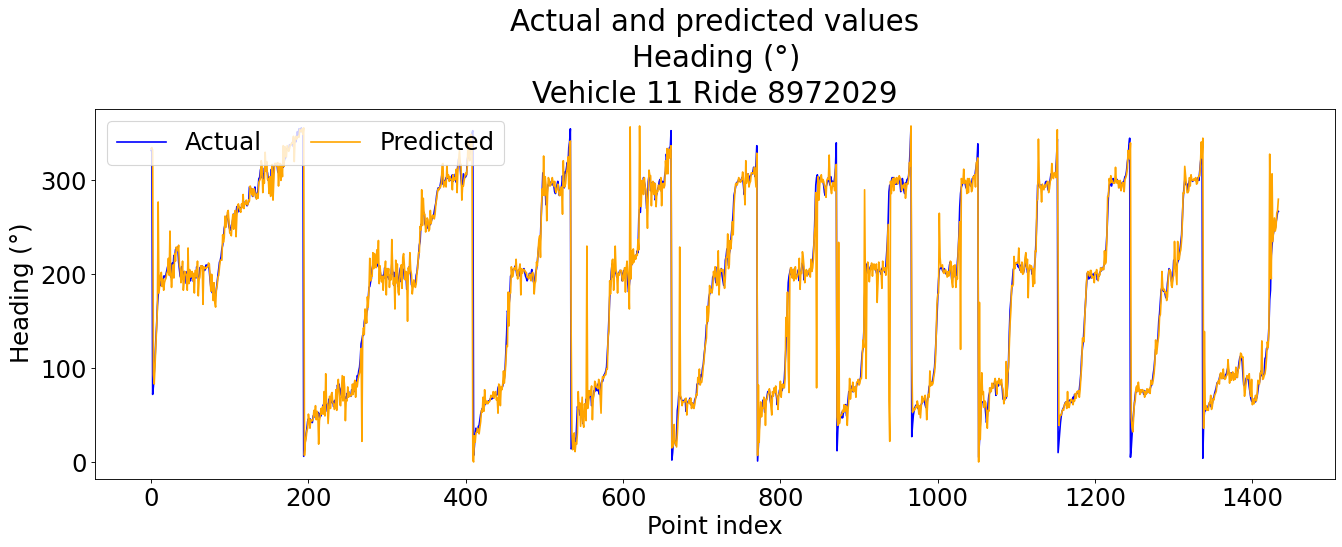 Actual and predicted values
Heading (°)
Vehicle 11 Ride 8972029
Actual Predicted
Heading (°)
300
200
100
0
0 200 400 600 800 1000 1200 1400
Point index